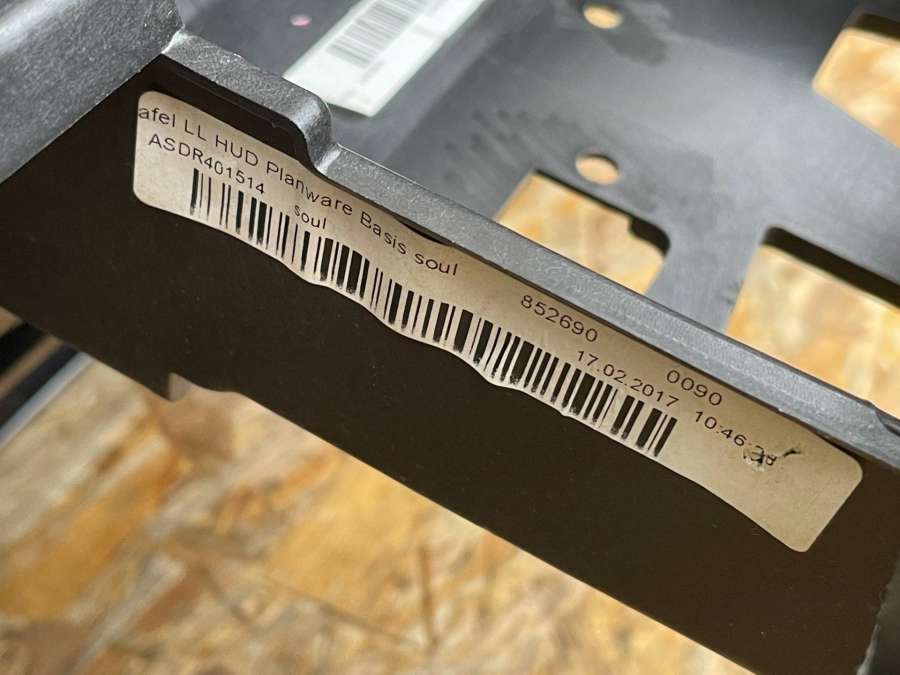 afel LL HUD Planware Basis soul 852690 0090
ASDR401514 soul 17.02.2017 10:46: